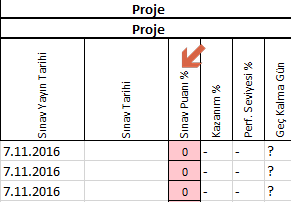 Proje
Proje
Sınav Yayın Tarihi
Sınav Tarihi
Sınav Puanı %
Kazanım %
Perf. Seviyesi %
Geç Kalma Gün
7.11.2016 0 - - ?
7.11.2016 0 - - ?
7.11.2016 0 - - ?